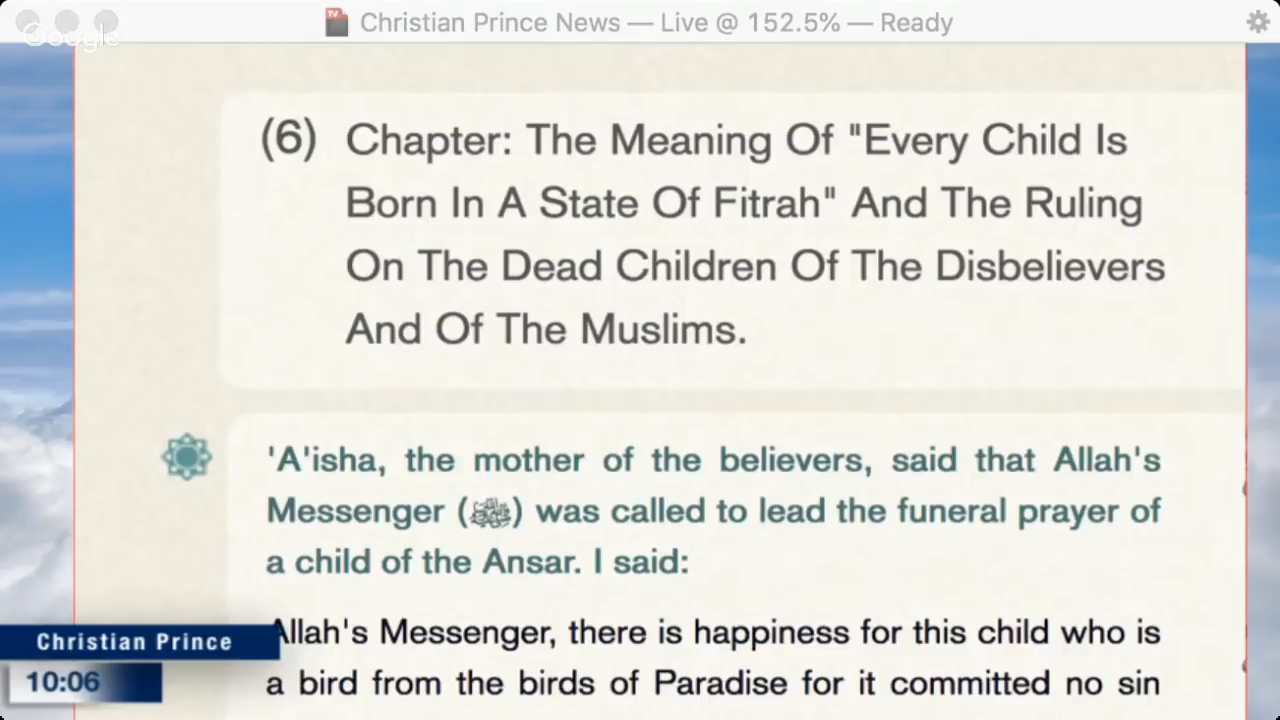 Christian Prince News — Live @ 152.5% — Ready
Google
(6) Chapter: The Meaning Of "Every Child Is
Born In A State Of Fitrah" And The Ruling
On The Dead Children Of The Disbelievers
And Of The Muslims.
'A'isha, the mother of the believers, said that Allah's
Messenger (ﷺ) was called to lead the funeral prayer of
a child of the Ansar. I said:
Allah's Messenger, there is happiness for this child who is
a bird from the birds of Paradise for it committed no sin
Christian Prince
10:06